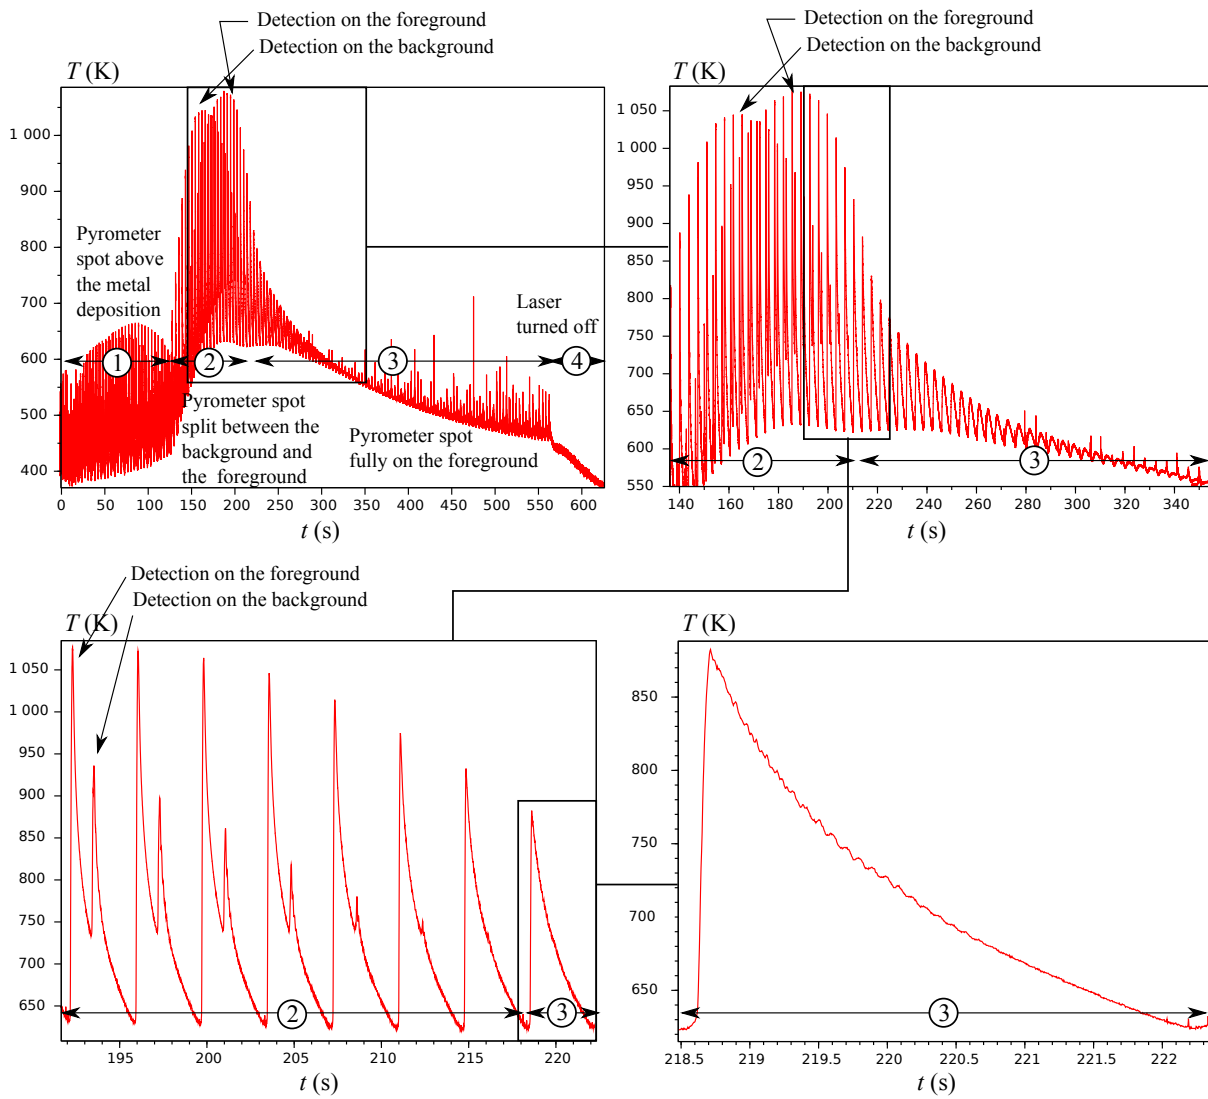 Detection on the foreground
Detection on the background
T (K)
1 000
900
800
700
600
500
400
Pyrometer
spot above
the metal
deposition
Laser
turned off
1
2
3
4
Pyrometer spot
split between the
background and
the foreground
Pyrometer spot
fully on the foreground
0 50 100 150 200 250 300 350 400 450 500 550 600
t (s)
Detection on the foreground
Detection on the background
T (K)
1 050
1 000
950
900
850
800
750
700
650
600
550
2
3
140 160 180 200 220 240 260 280 300 320 340
t (s)
Detection on the foreground
Detection on the background
T (K)
1 050
1 000
950
900
850
800
750
700
650
2
3
195 200 205 210 215 220
t (s)
T (K)
850
800
750
700
650
3
218.5 219 219.5 220 220.5 221 221.5 222
t (s)